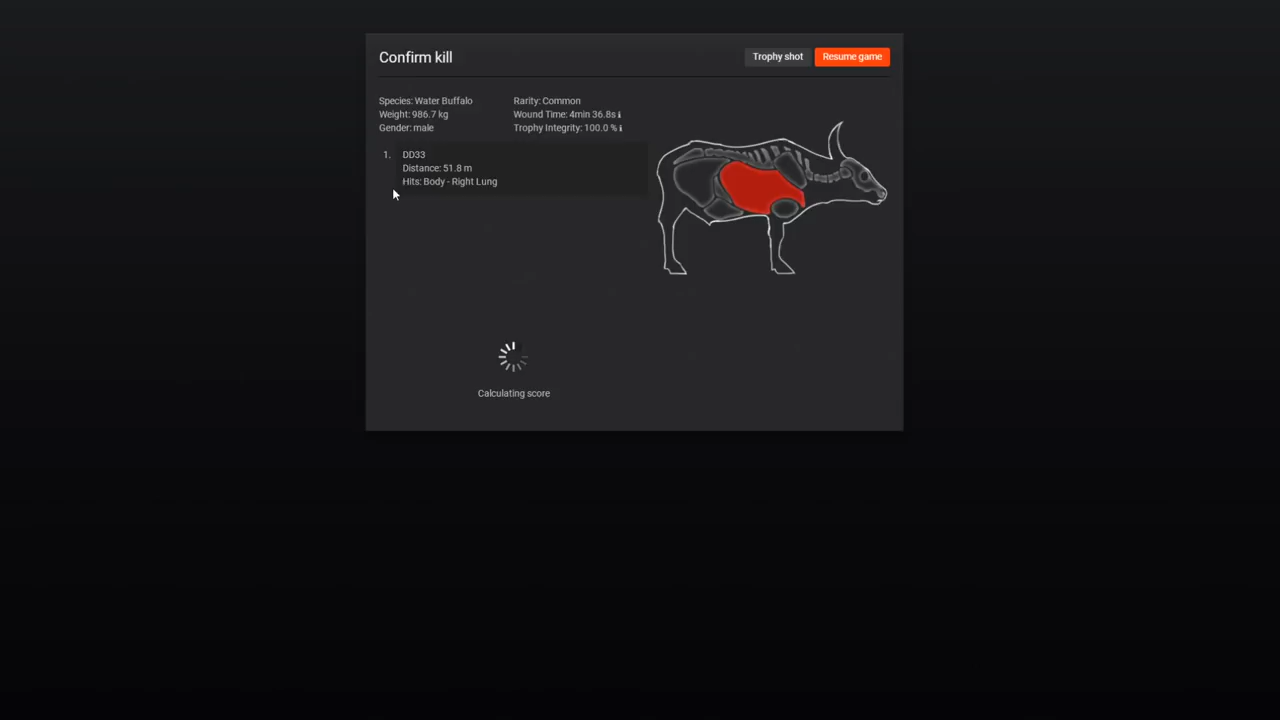 Confirm kill
Trophy shot
Resume game
Species: Water Buffalo
Rarity: Common
Weight: 986.7 kg
Wound Time: 4min 36.8s
Gender: male
Trophy Integrity: 100.0 %
1.
DD33
Distance: 51.8 m
Hits: Body - Right Lung
Calculating score